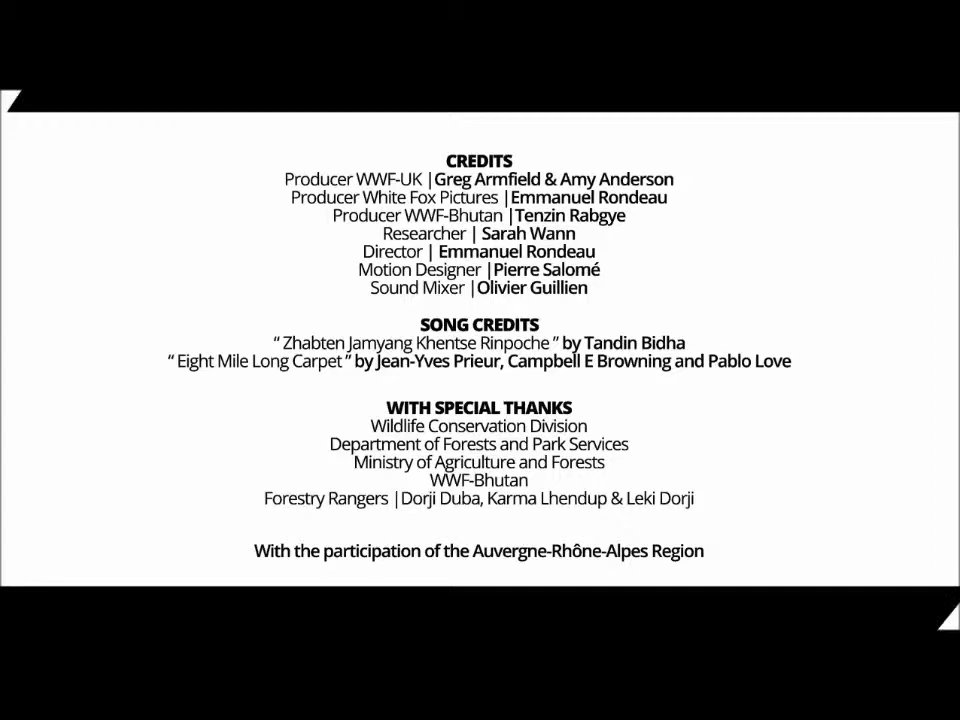 CREDITS
Producer WWF-UK |Greg Armfield & Amy Anderson
Producer White Fox Pictures |Emmanuel Rondeau
Producer WWF-Bhutan |Tenzin Rabgye
Researcher | Sarah Wann
Director | Emmanuel Rondeau
Motion Designer |Pierre Salomé
Sound Mixer |Olivier Guillien
SONG CREDITS
“ Zhabten Jamyang Khentse Rinpoche ” by Tandin Bidha
“ Eight Mile Long Carpet ” by Jean-Yves Prieur, Campbell E Browning and Pablo Love
WITH SPECIAL THANKS
Wildlife Conservation Division
Department of Forests and Park Services
Ministry of Agriculture and Forests
WWF-Bhutan
Forestry Rangers |Dorji Duba, Karma Lhendup & Leki Dorji
With the participation of the Auvergne-Rhône-Alpes Region